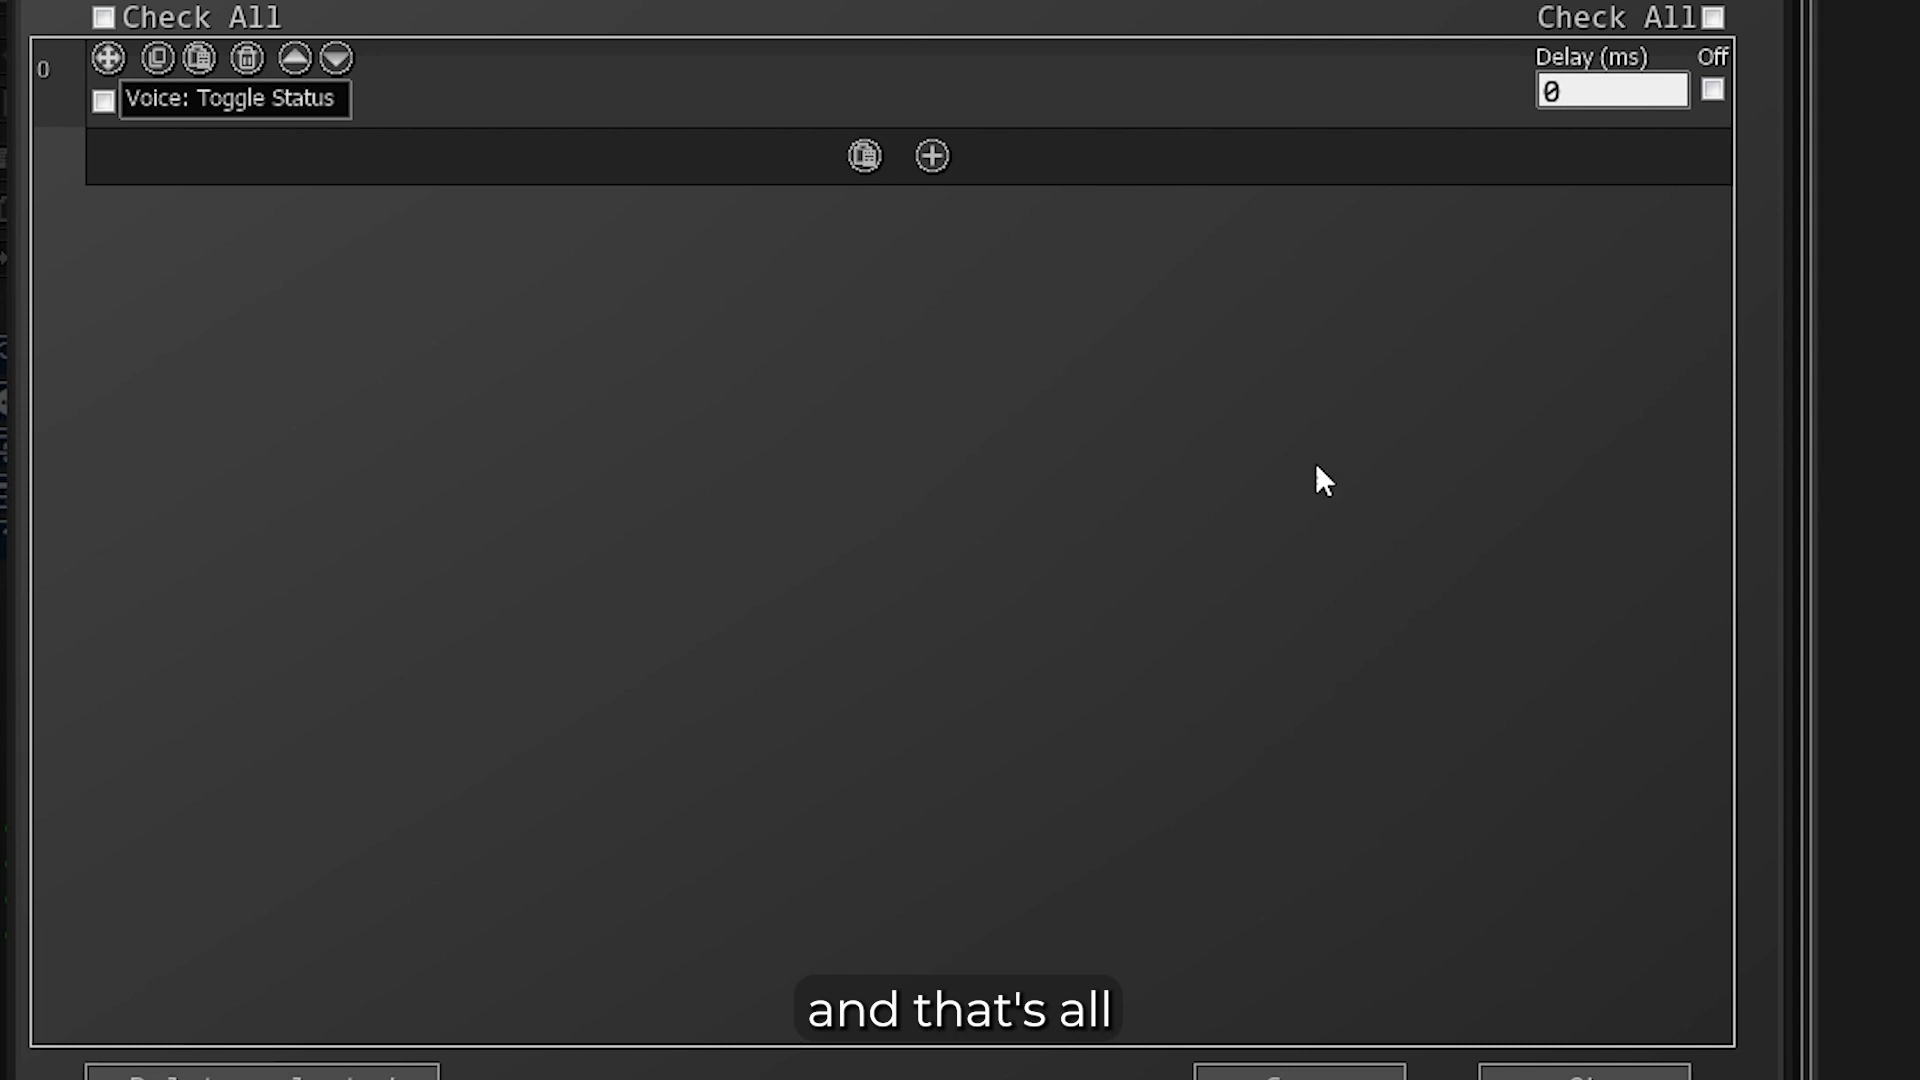 Check All
Check All
0
Delay (ms)
Off
Voice: Toggle Status
0
and that's all